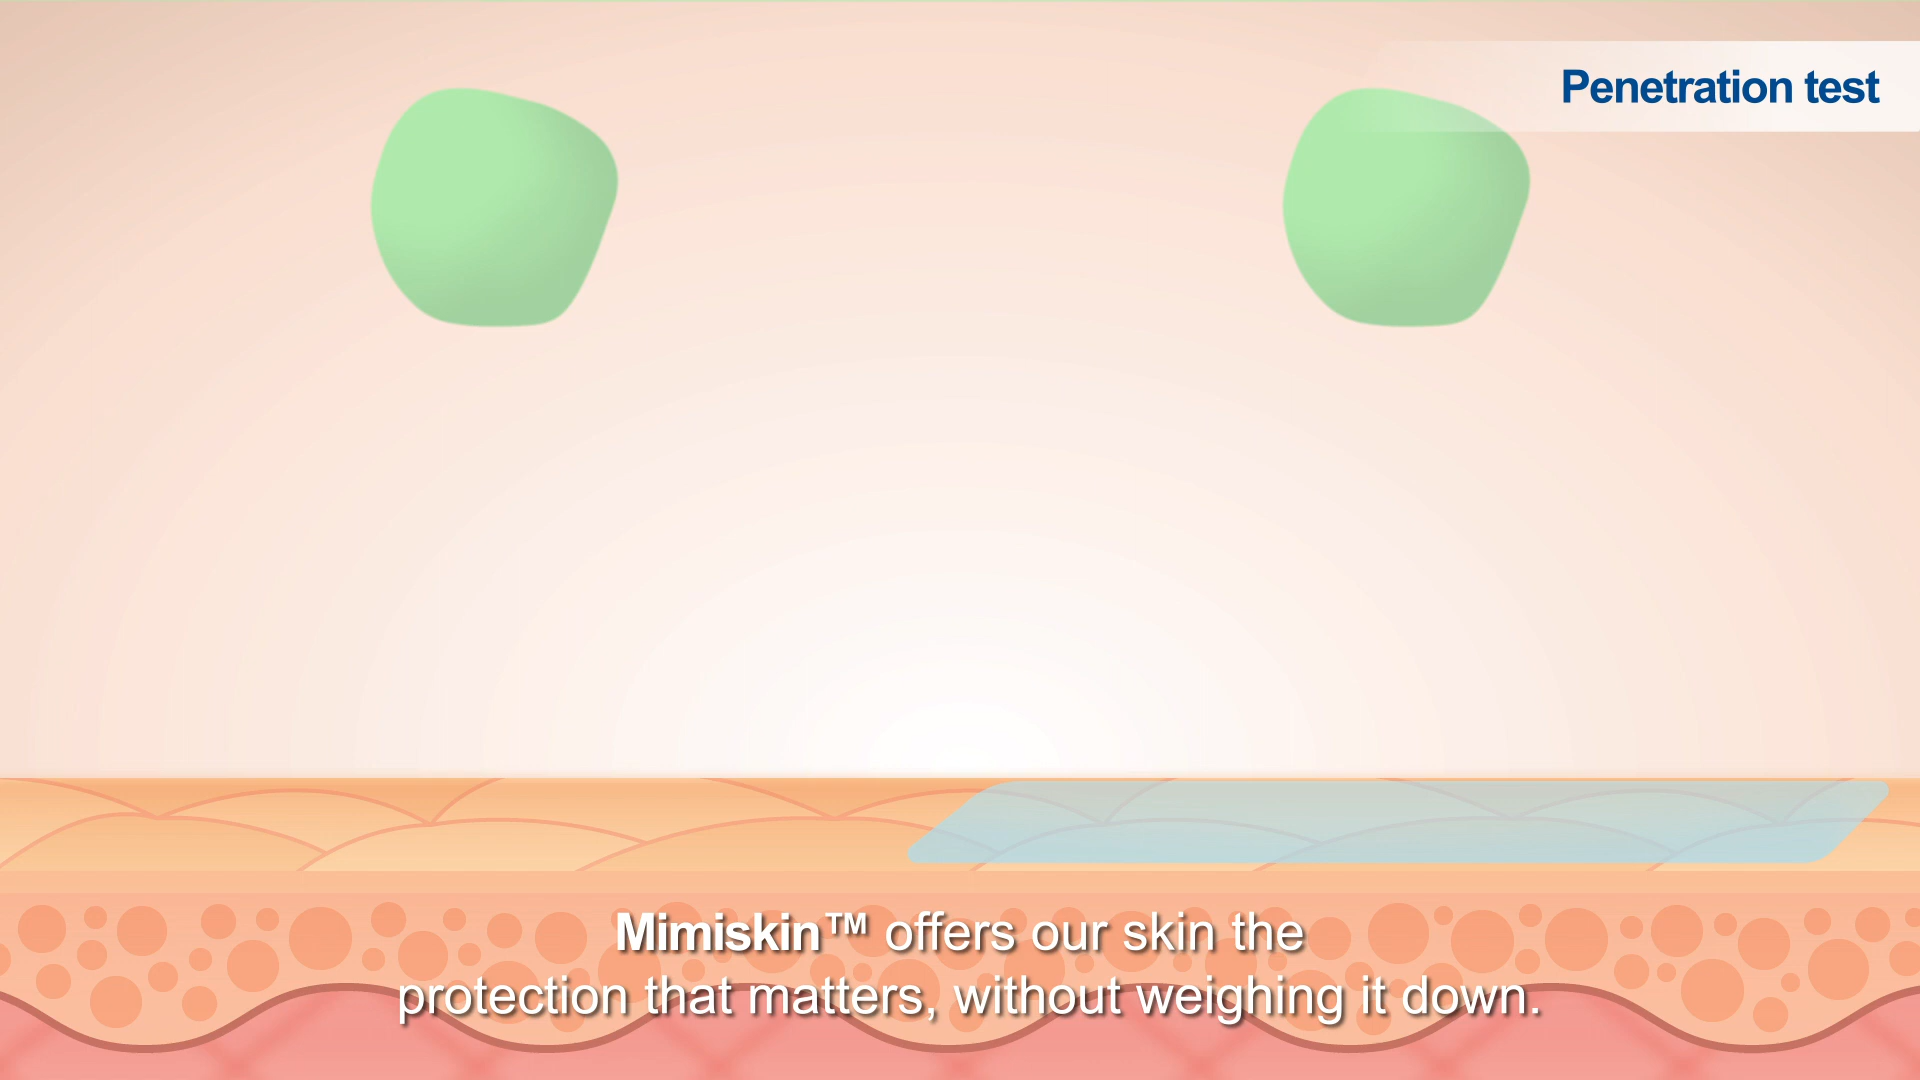 Penetration test
Mimiskin™ offers our skin the
protection that matters, without weighing it down.